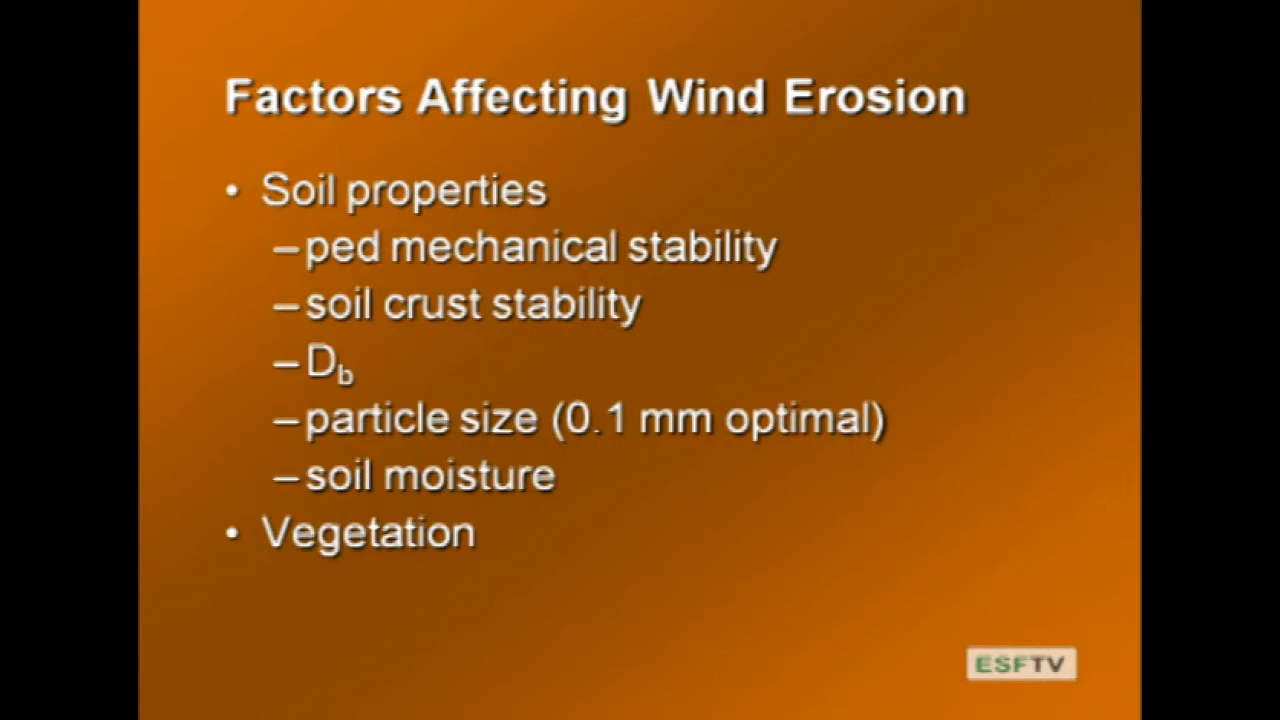 Factors Affecting Wind Erosion
• Soil properties
– ped mechanical stability
– soil crust stability
– Db
– particle size (0.1 mm optimal)
– soil moisture
• Vegetation
ESFTV